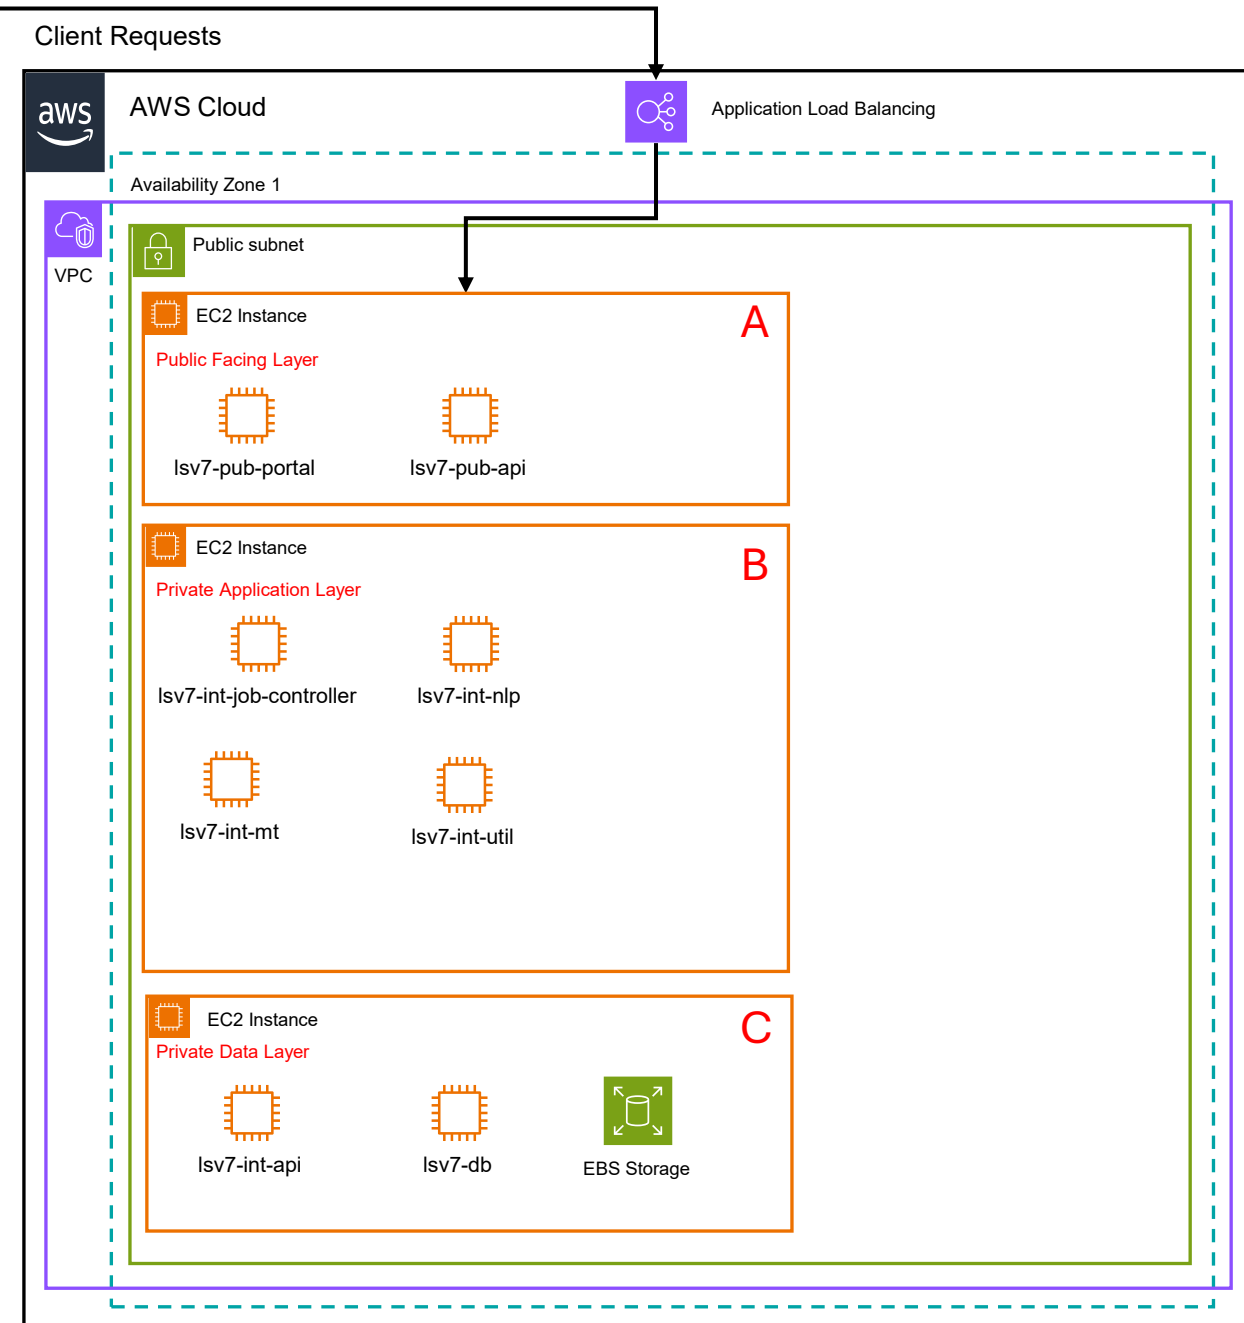 Client Requests
aws
AWS Cloud
Application Load Balancing
Availability Zone 1
VPC
Public subnet
EC2 Instance
A
Public Facing Layer
lsv7-pub-portal
lsv7-pub-api
EC2 Instance
B
Private Application Layer
lsv7-int-job-controller
lsv7-int-nlp
lsv7-int-mt
lsv7-int-util
EC2 Instance
C
Private Data Layer
lsv7-int-api
lsv7-db
EBS Storage